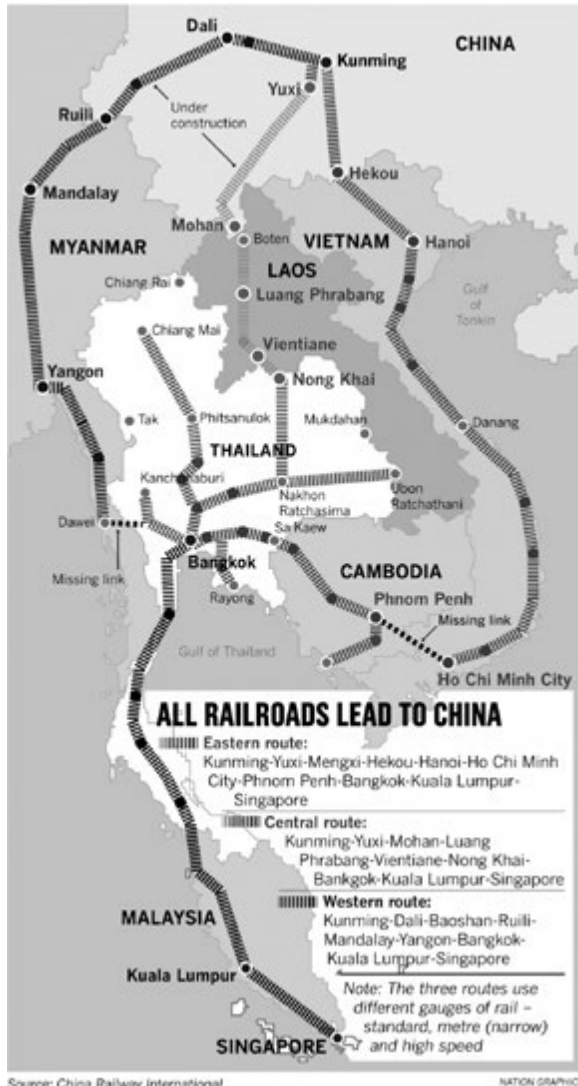 Dali
CHINA
Kunming
Yuxi
Under
construction
Ruili
Hekou
Mandalay
Mohan
Boten
VIETNAM
Hanoi
MYANMAR
LAOS
Gulf
of
Tonkin
Chiang Rai
Luang Phrabang
Chiang Mai
Vientiane
Yangon
Nong Khai
Tak
Phitsanulok
Mukdahan
Danang
THAILAND
Kanchanaburi
Nakhon
Ratchasima
Ubon
Ratchathani
Dawei
Sa Kaew
Bangkok
CAMBODIA
Missing link
Rayong
Phnom Penh
Missing link
Gulf of Thailand
Ho Chi Minh City
ALL RAILROADS LEAD TO CHINA
Eastern route:
Kunming-Yuxi-Mengxi-Hekou-Hanoi-Ho Chi Minh
City-Phnom Penh-Bangkok-Kuala Lumpur-
Singapore
Central route:
Kunming-Yuxi-Mohan-Luang
Phrabang-Vientiane-Nong Khai-
Bankgok-Kuala Lumpur-Singapore
Western route:
Kunming-Dali-Baoshan-Ruili-
Mandalay-Yangon-Bangkok-
Kuala Lumpur-Singapore
MALAYSIA
Kuala Lumpur
Note: The three routes use
different gauges of rail –
standard, metre (narrow)
and high speed
SINGAPORE
Source: China Railway International
NATION GRAPHIC